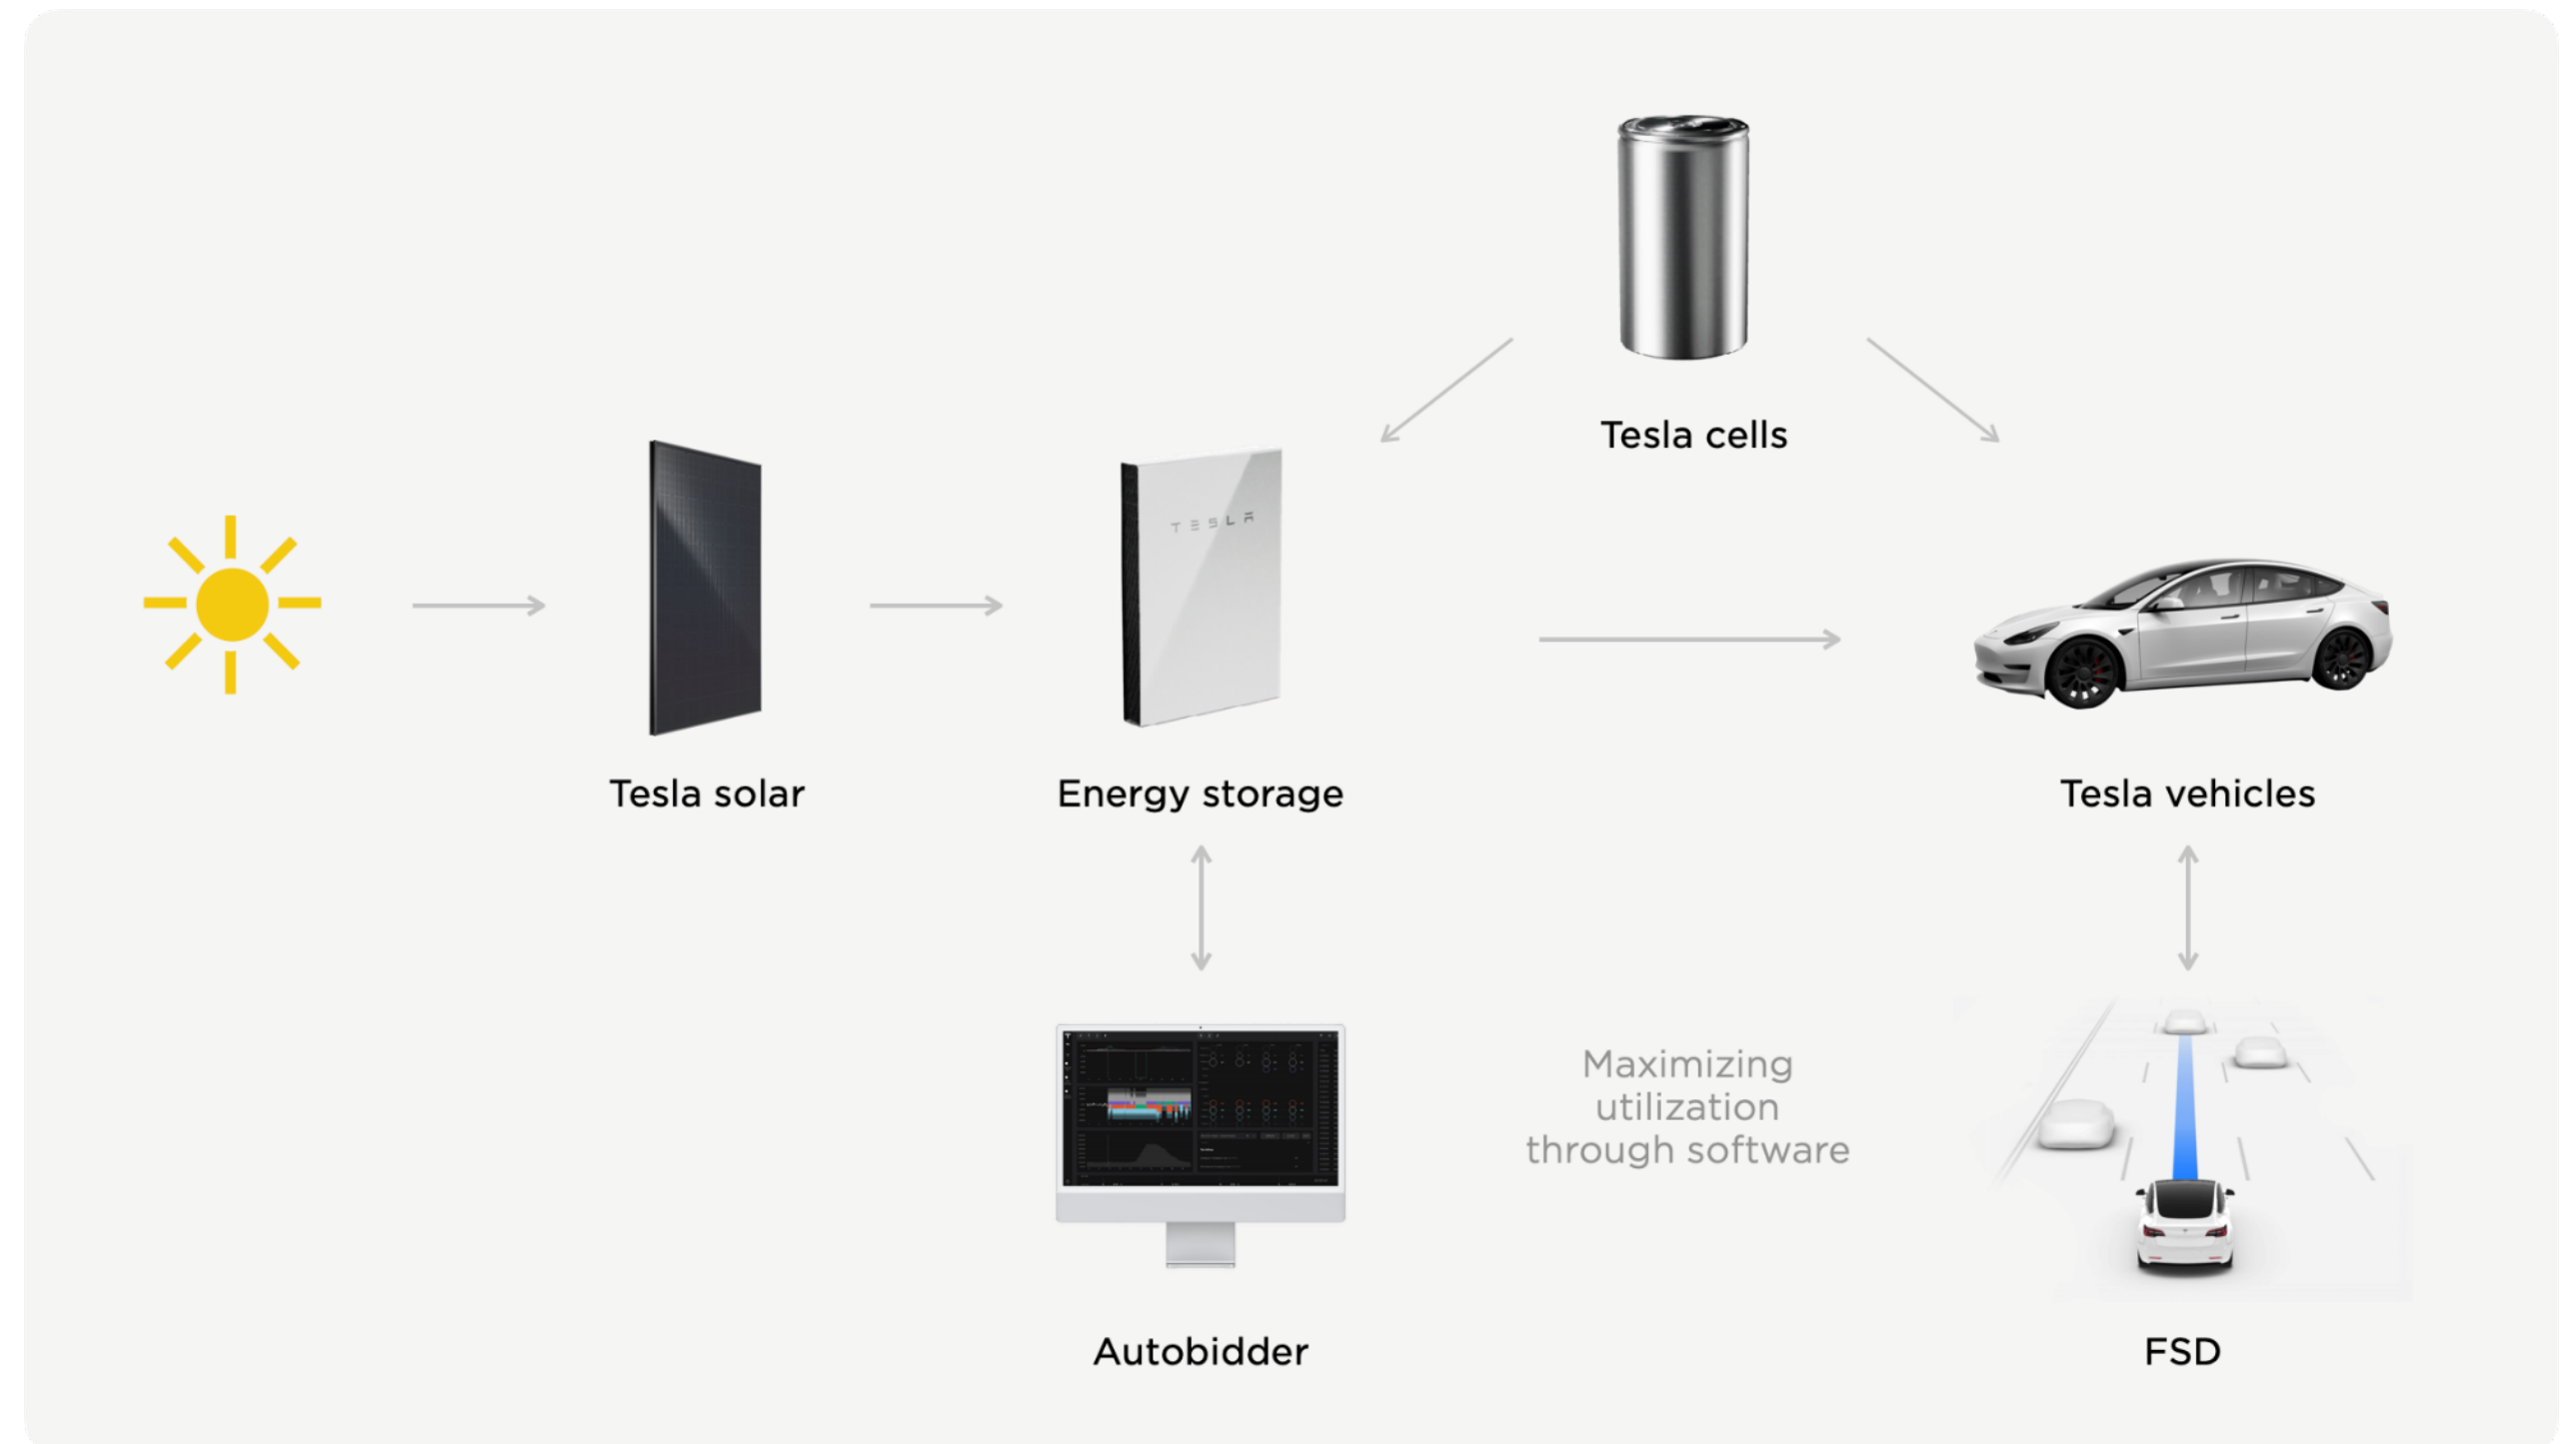 Tesla cells
TESLA
Tesla solar
Energy storage
Tesla vehicles
Maximizing
utilization
through software
Autobidder
FSD